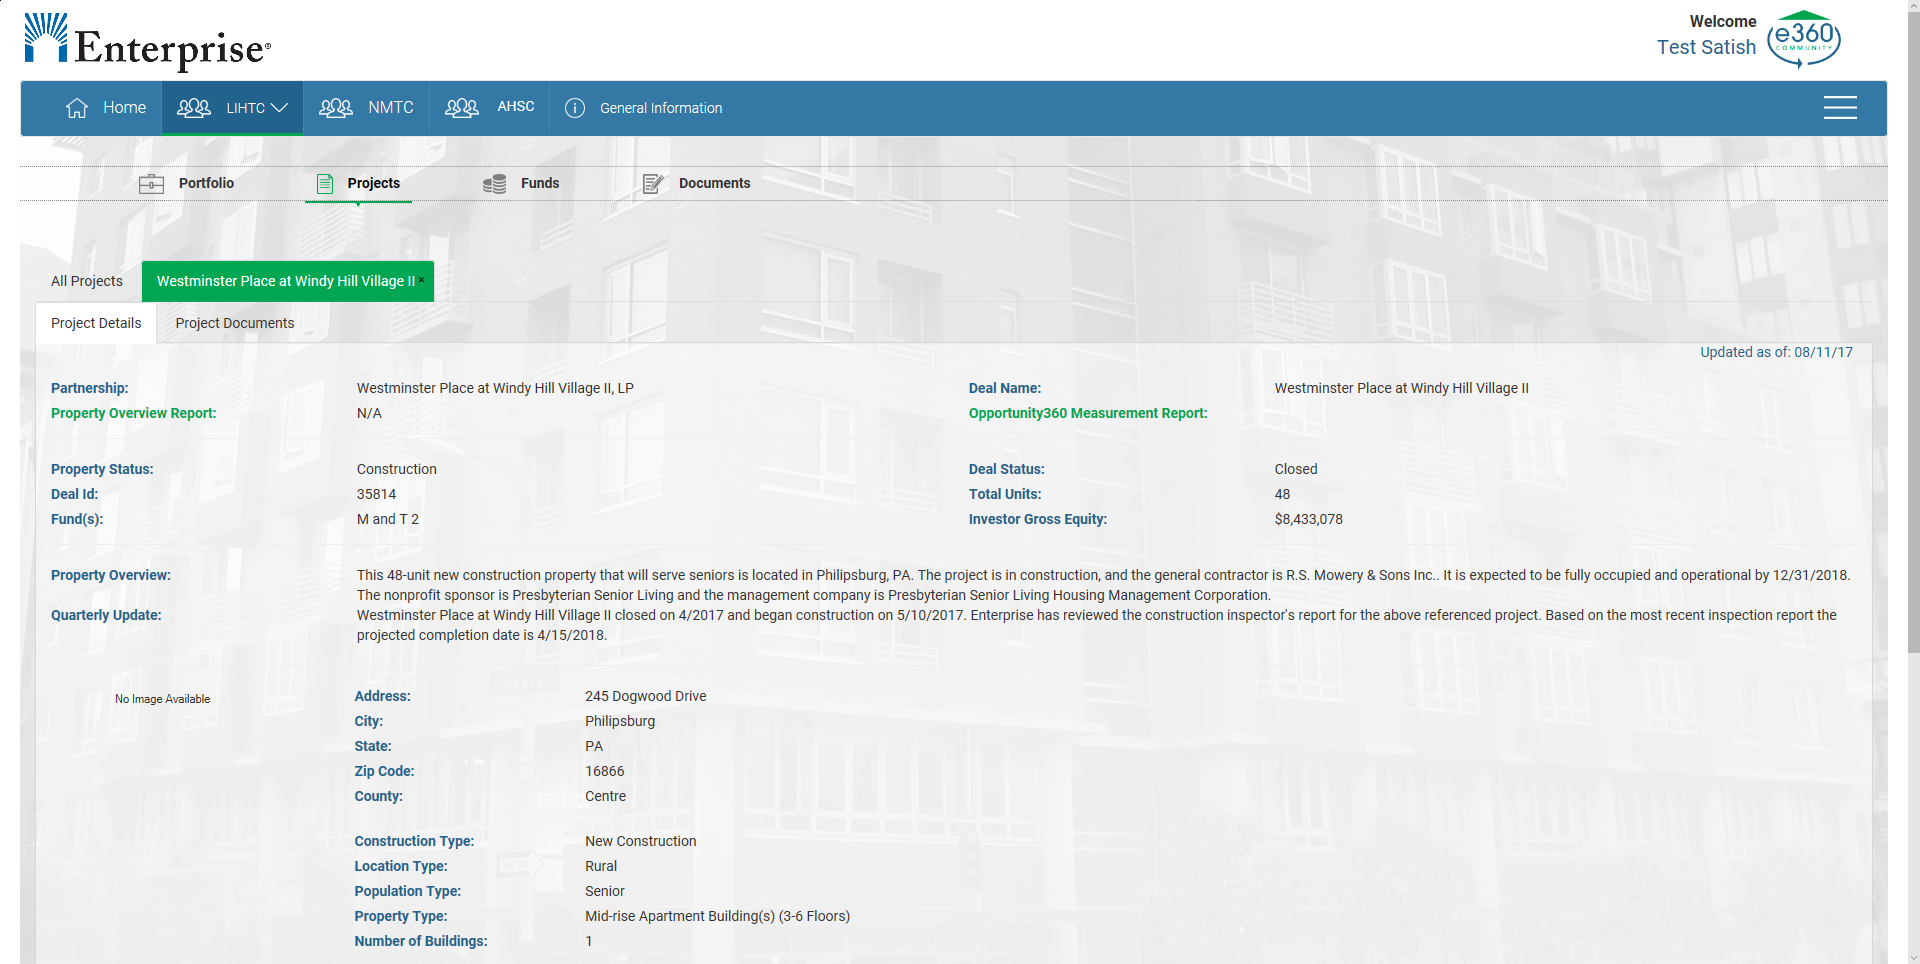 Enterprise®
Welcome
Test Satish
e360
COMMUNITY
Home
LIHTC
NMTC
AHSC
General Information
Portfolio
Projects
Funds
Documents
All Projects
Westminster Place at Windy Hill Village II ×
Project Details
Project Documents
Updated as of: 08/11/17
Partnership: Westminster Place at Windy Hill Village II, LP
Deal Name: Westminster Place at Windy Hill Village II
Property Overview Report: N/A
Opportunity360 Measurement Report:
Property Status: Construction
Deal Status: Closed
Deal Id: 35814
Total Units: 48
Fund(s): M and T 2
Investor Gross Equity: $8,433,078
Property Overview: This 48-unit new construction property that will serve seniors is located in Philipsburg, PA. The project is in construction, and the general contractor is R.S. Mowery & Sons Inc.. It is expected to be fully occupied and operational by 12/31/2018.
The nonprofit sponsor is Presbyterian Senior Living and the management company is Presbyterian Senior Living Housing Management Corporation.
Quarterly Update: Westminster Place at Windy Hill Village II closed on 4/2017 and began construction on 5/10/2017. Enterprise has reviewed the construction inspector's report for the above referenced project. Based on the most recent inspection report the
projected completion date is 4/15/2018.
No Image Available
Address: 245 Dogwood Drive
City: Philipsburg
State: PA
Zip Code: 16866
County: Centre
Construction Type: New Construction
Location Type: Rural
Population Type: Senior
Property Type: Mid-rise Apartment Building(s) (3-6 Floors)
Number of Buildings: 1